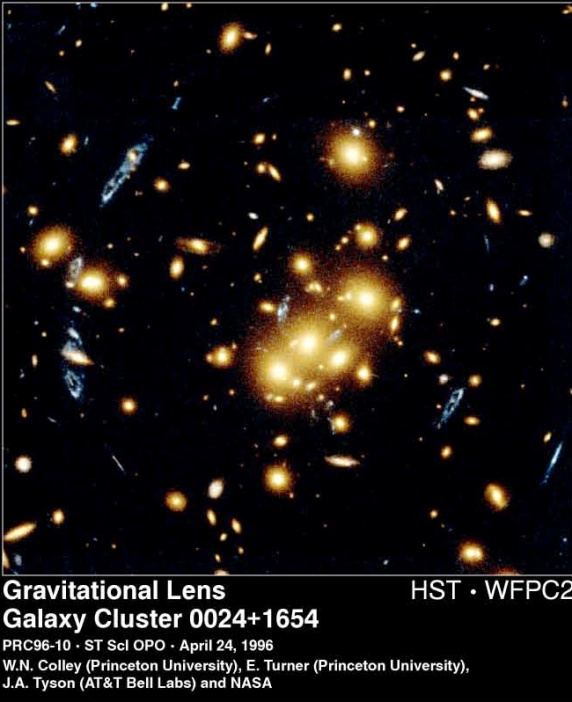 Gravitational Lens
HST · WFPC2
Galaxy Cluster 0024+1654
PRC96-10 · ST ScI OPO · April 24, 1996
W.N. Colley (Princeton University), E. Turner (Princeton University),
J.A. Tyson (AT&T Bell Labs) and NASA